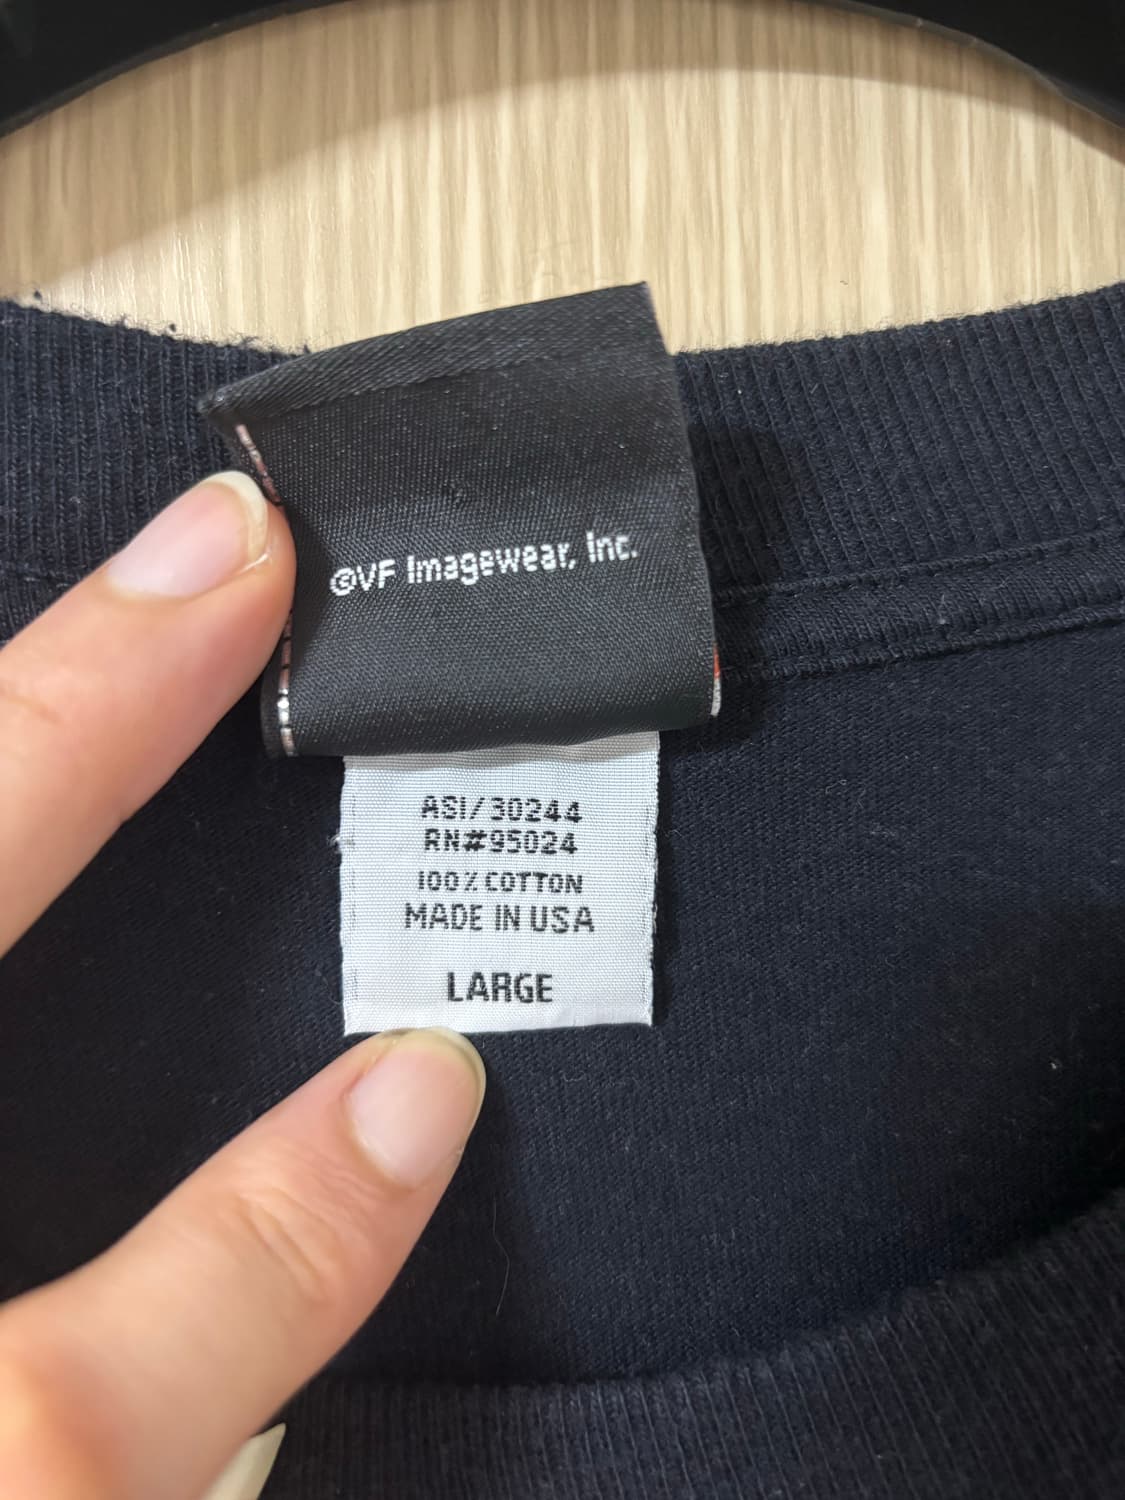 ©VF Imagewear, Inc.
ASI/30244
RN#95024
100% COTTON
MADE IN USA
LARGE